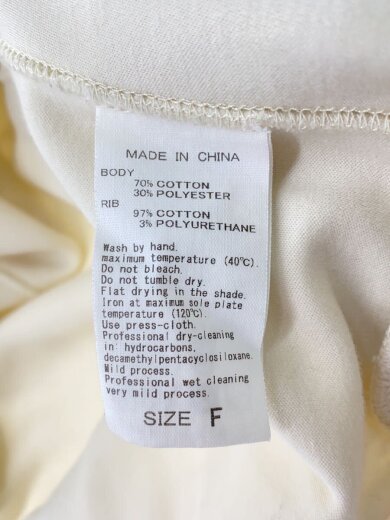 MADE IN CHINA
BODY
70% COTTON
30% POLYESTER
RIB
97% COTTON
3% POLYURETHANE
Wash by hand.
maximum temperature (40℃).
Do not bleach.
Do not tumble dry.
Flat drying in the shade.
Iron at maximum sole plate
temperature (120℃).
Use press-cloth.
Professional dry-cleaning
in: hydrocarbons,
decamethylpentacyclosiloxane.
Mild process.
Professional wet cleaning
very mild process.
SIZE F